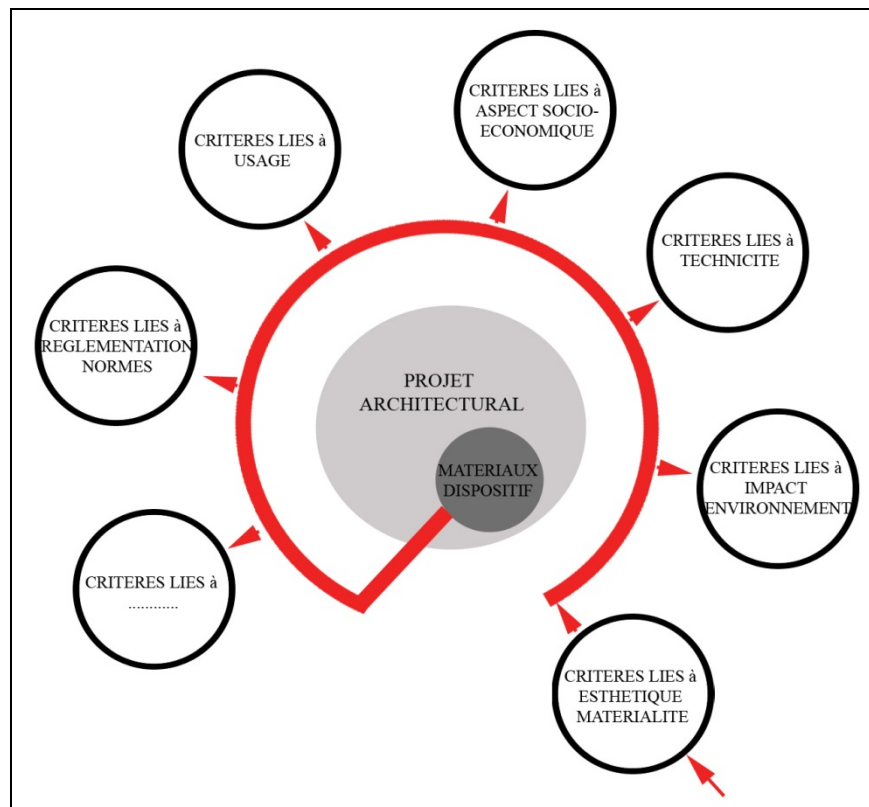 CRITERES LIES à
ASPECT SOCIO-
ECONOMIQUE
CRITERES LIES à
USAGE
CRITERES LIES à
TECHNICITE
CRITERES LIES à
REGLEMENTATION
NORMES
PROJET
ARCHITECTURAL
MATERIAUX
DISPOSITIF
CRITERES LIES à
IMPACT
ENVIRONNEMENT
CRITERES LIES à
............
CRITERES LIES à
ESTHETIQUE
MATERIALITE